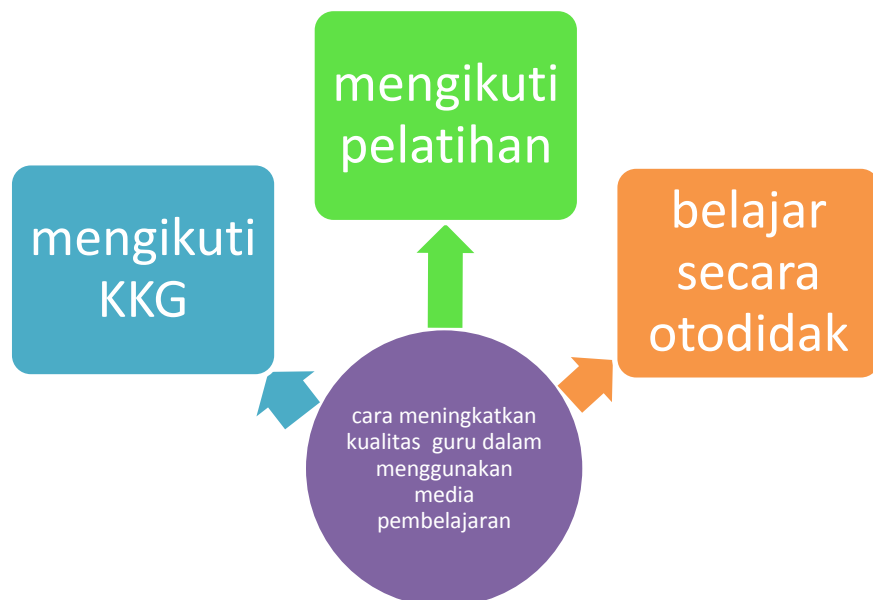 mengikuti
pelatihan
mengikuti
KKG
belajar
secara
otodidak
cara meningkatkan
kualitas  guru dalam
menggunakan
media
pembelajaran